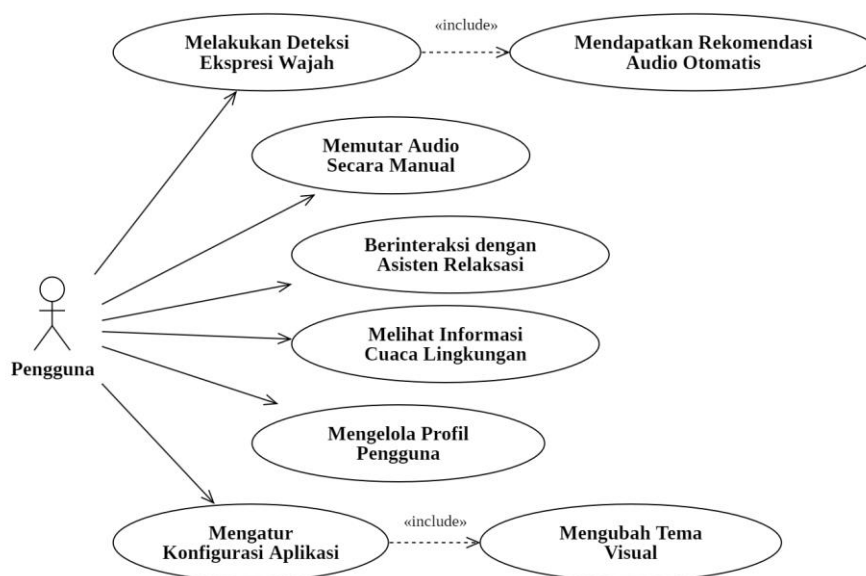 «include»
Melakukan Deteksi
Ekspresi Wajah
Mendapatkan Rekomendasi
Audio Otomatis
Memutar Audio
Secara Manual
Berinteraksi dengan
Asisten Relaksasi
Melihat Informasi
Cuaca Lingkungan
Pengguna
Mengelola Profil
Pengguna
Mengatur
Konfigurasi Aplikasi
«include»
Mengubah Tema
Visual